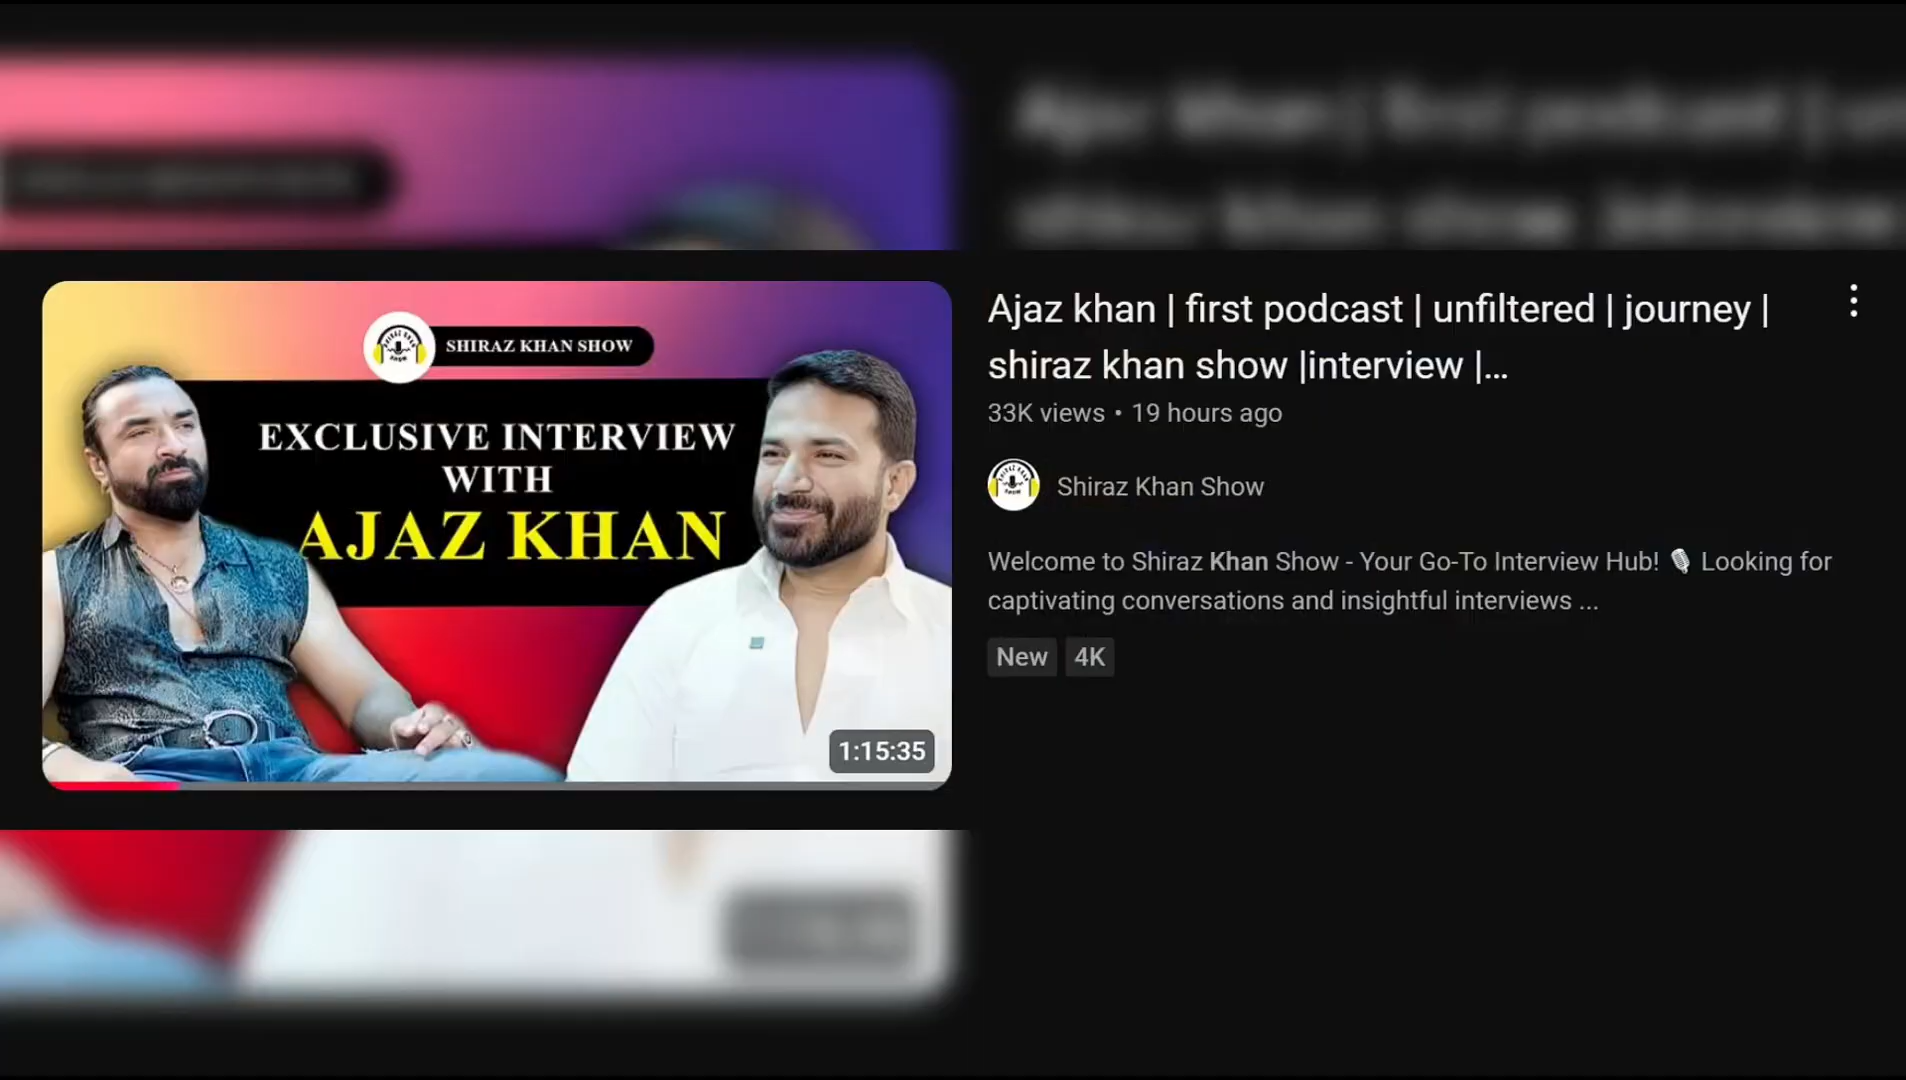 SHIRAZ KHAN SHOW
EXCLUSIVE INTERVIEW
WITH
AJAZ KHAN
1:15:35
Ajaz khan | first podcast | unfiltered | journey |
shiraz khan show |interview |...
33K views • 19 hours ago
Shiraz Khan Show
Welcome to Shiraz Khan Show - Your Go-To Interview Hub! 🎙 Looking for
captivating conversations and insightful interviews ...
New 4K